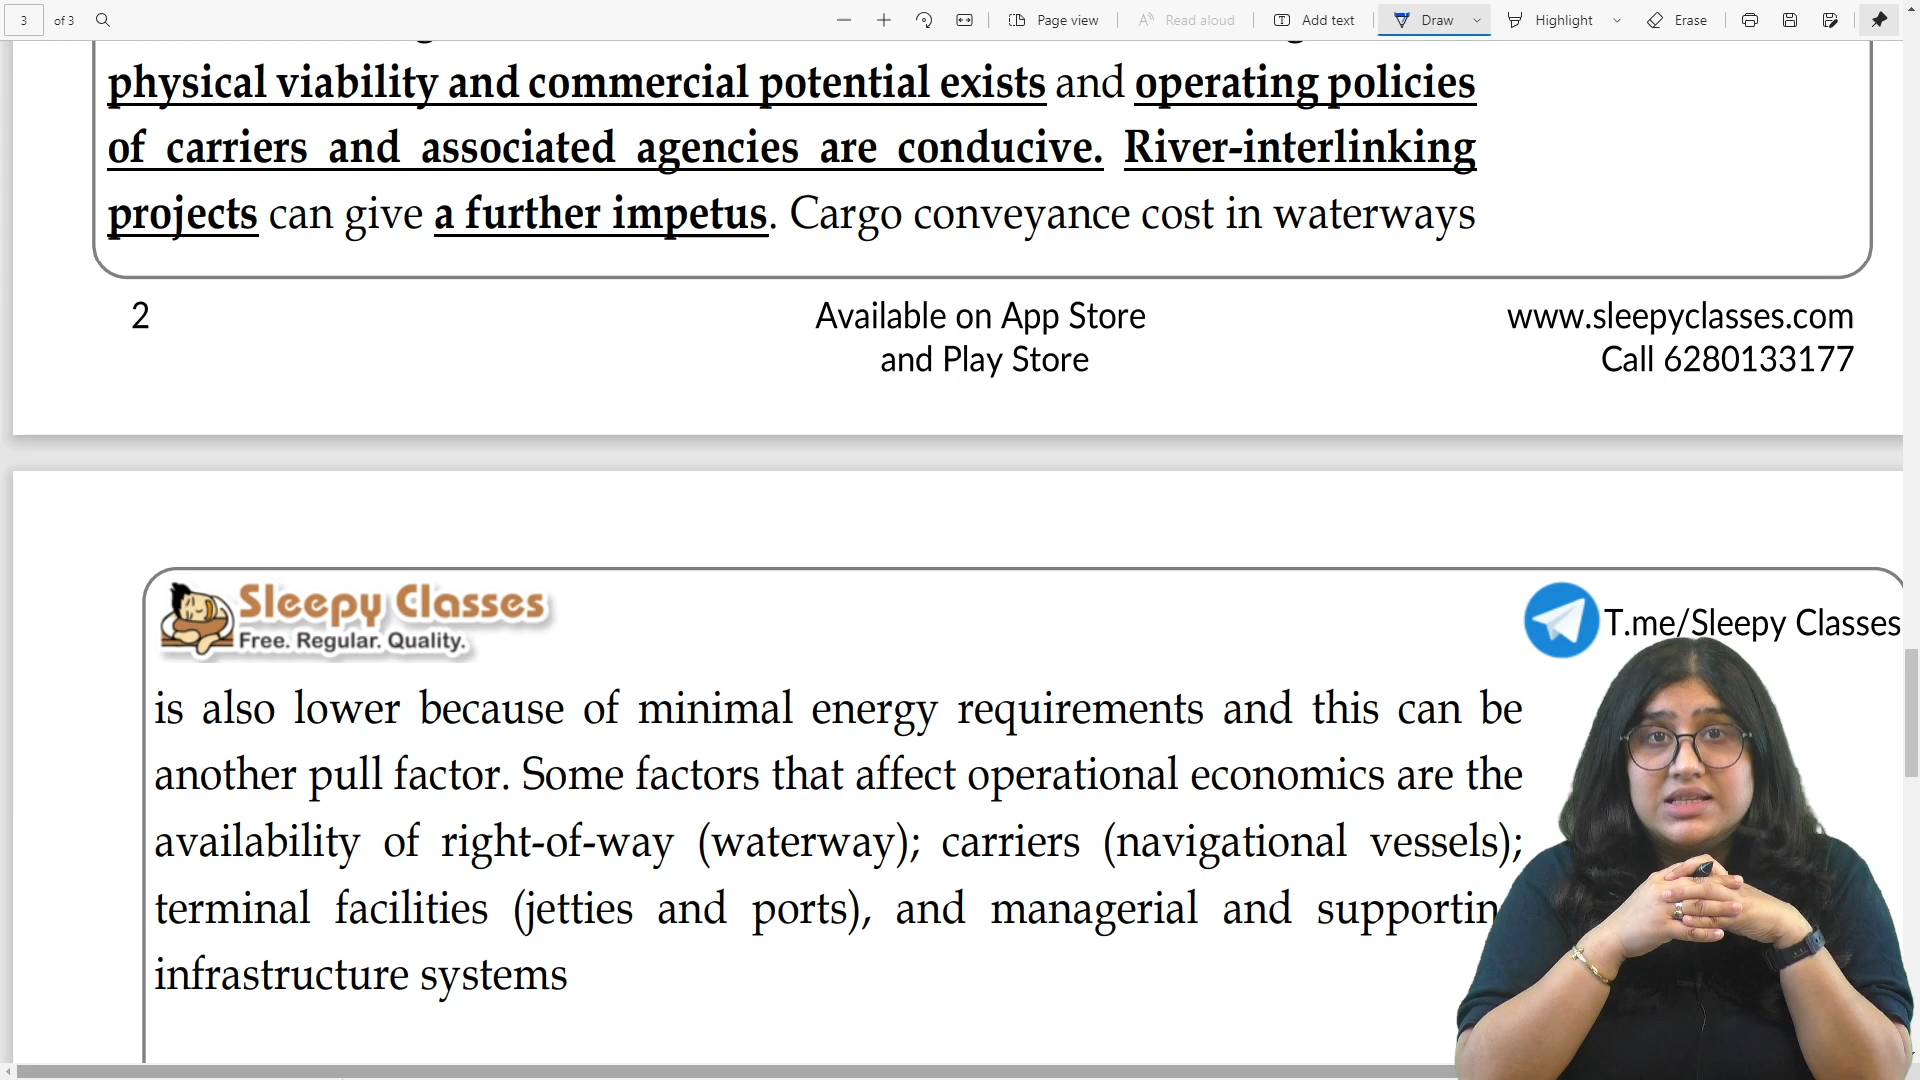 3 of 3 Page view Read aloud Add text Draw Highlight Erase
physical viability and commercial potential exists and operating policies
of carriers and associated agencies are conducive. River-interlinking
projects can give a further impetus. Cargo conveyance cost in waterways
2 Available on App Store www.sleepyclasses.com
and Play Store Call 6280133177
Sleepy Classes
Free. Regular. Quality.
T.me/Sleepy Classes
is also lower because of minimal energy requirements and this can be
another pull factor. Some factors that affect operational economics are the
availability of right-of-way (waterway); carriers (navigational vessels);
terminal facilities (jetties and ports), and managerial and supportin
infrastructure systems